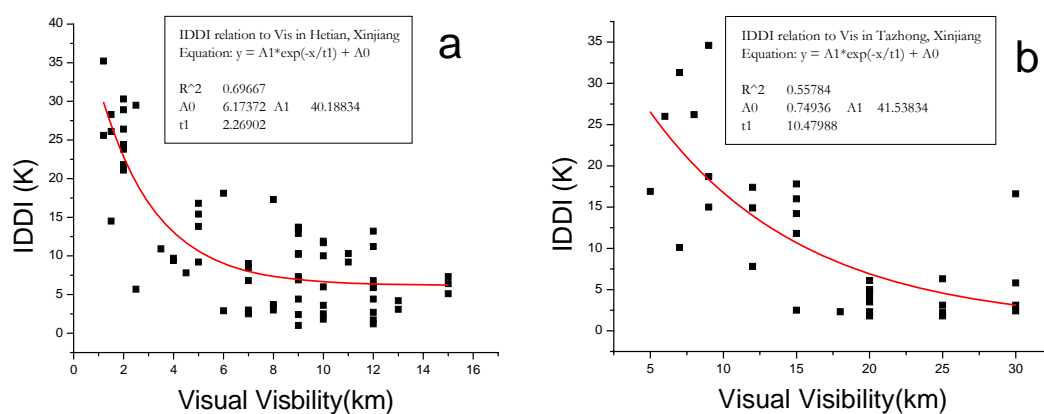 IDDI relation to Vis in Hetian, Xinjiang
Equation: y = A1*exp(-x/t1) + A0
R^2 0.69667
A0 6.17372 A1 40.18834
t1 2.26902
a
40
35
30
25
20
15
10
5
0
IDDI (K)
0 2 4 6 8 10 12 14 16
Visual Visbility(km)
IDDI relation to Vis in Tazhong, Xinjiang
Equation: y = A1*exp(-x/t1) + A0
R^2 0.55784
A0 0.74936 A1 41.53834
t1 10.47988
b
35
30
25
20
15
10
5
0
IDDI (K)
5 10 15 20 25 30
Visual Visbility(km)